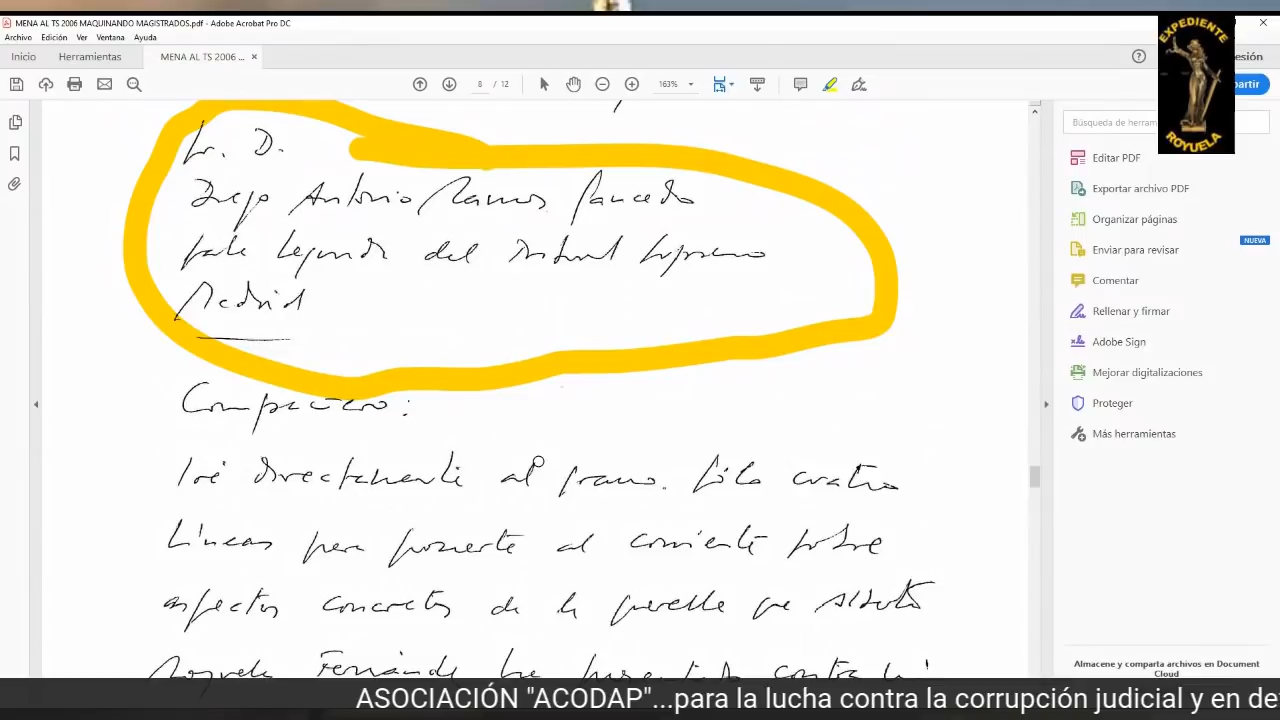 MENA AL TS 2006 MAQUINANDO MAGISTRADOS.pdf - Adobe Acrobat Pro DC
Archivo Edición Ver Ventana Ayuda
Inicio Herramientas MENA AL TS 2006 ... × ? esión
8 / 12 163% artir
EXPEDIENTE
ROYUELA
Búsqueda de herram
Editar PDF
Exportar archivo PDF
Organizar páginas
NUEVA
Enviar para revisar
Comentar
Rellenar y firmar
Adobe Sign
Mejorar digitalizaciones
Proteger
Más herramientas
Almacene y comparta archivos en Document
Cloud
Sr. D.
Diego Antonio Ramos Gancedo
Sala Segunda del Tribunal Supremo
Madrid
Compañero:
Iré directamente al grano. Sólo cuatro
líneas para ponerte al corriente sobre
aspectos concretos de la querella que Alberto
Royuela Fernández ha presentado contra
ASOCIACIÓN "ACODAP"...para la lucha contra la corrupción judicial y en de